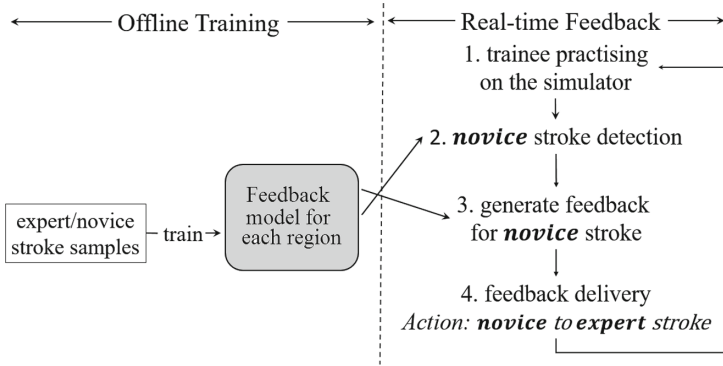 Offline Training
Real-time Feedback
1. trainee practising
on the simulator
2. novice stroke detection
Feedback
model for
each region
expert/novice
stroke samples
train
3. generate feedback
for novice stroke
4. feedback delivery
Action: novice to expert stroke